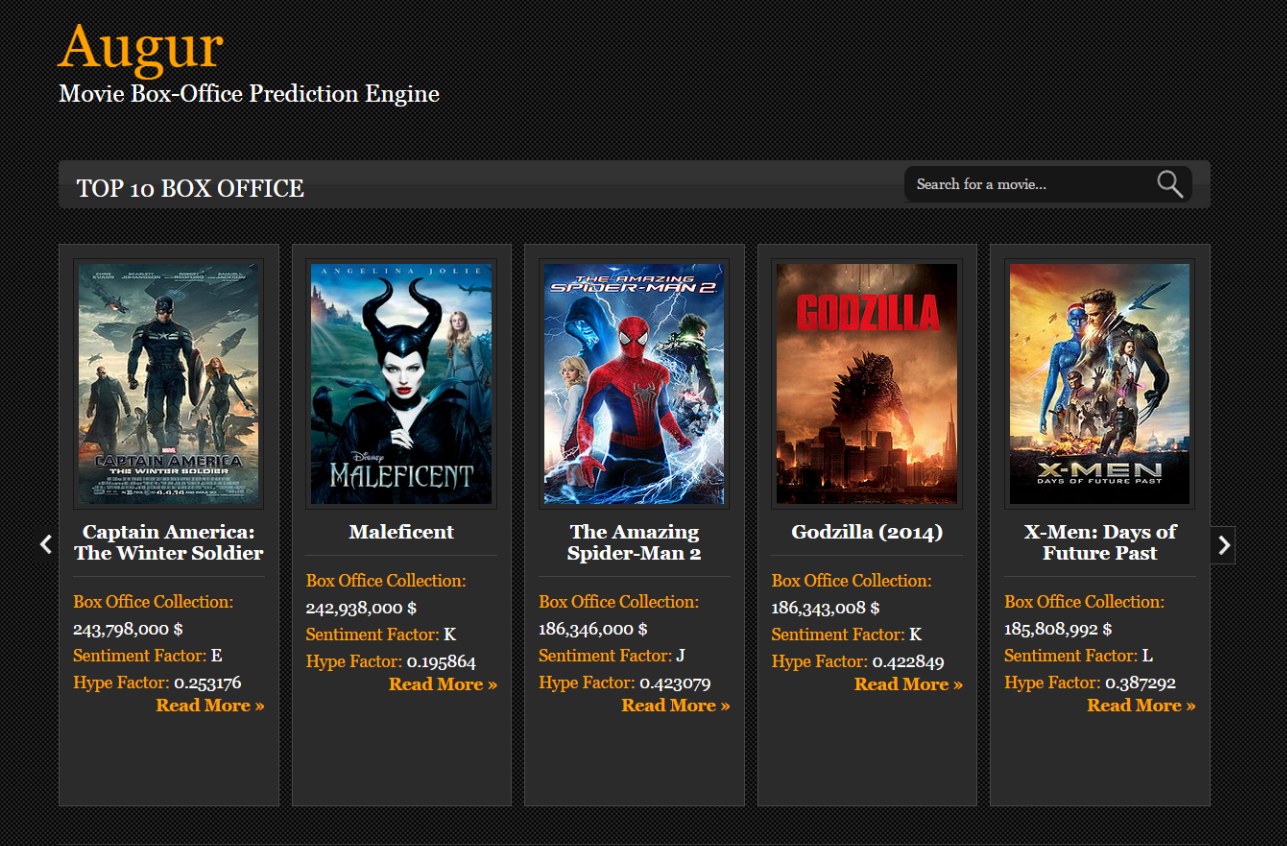 Augur
Movie Box-Office Prediction Engine
TOP 10 BOX OFFICE
Search for a movie...
CAPTAIN AMERICA
THE WINTER SOLDIER
Captain America:
The Winter Soldier
Box Office Collection:
243,798,000 $
Sentiment Factor: E
Hype Factor: 0.253176
Read More »
ANGELINA JOLIE
Disney
MALEFICENT
Maleficent
Box Office Collection:
242,938,000 $
Sentiment Factor: K
Hype Factor: 0.195864
Read More »
THE AMAZING
SPIDER-MAN 2
The Amazing
Spider-Man 2
Box Office Collection:
186,346,000 $
Sentiment Factor: J
Hype Factor: 0.423079
Read More »
GODZILLA
Godzilla (2014)
Box Office Collection:
186,343,008 $
Sentiment Factor: K
Hype Factor: 0.422849
Read More »
X-MEN
DAYS OF FUTURE PAST
X-Men: Days of
Future Past
Box Office Collection:
185,808,992 $
Sentiment Factor: L
Hype Factor: 0.387292
Read More »